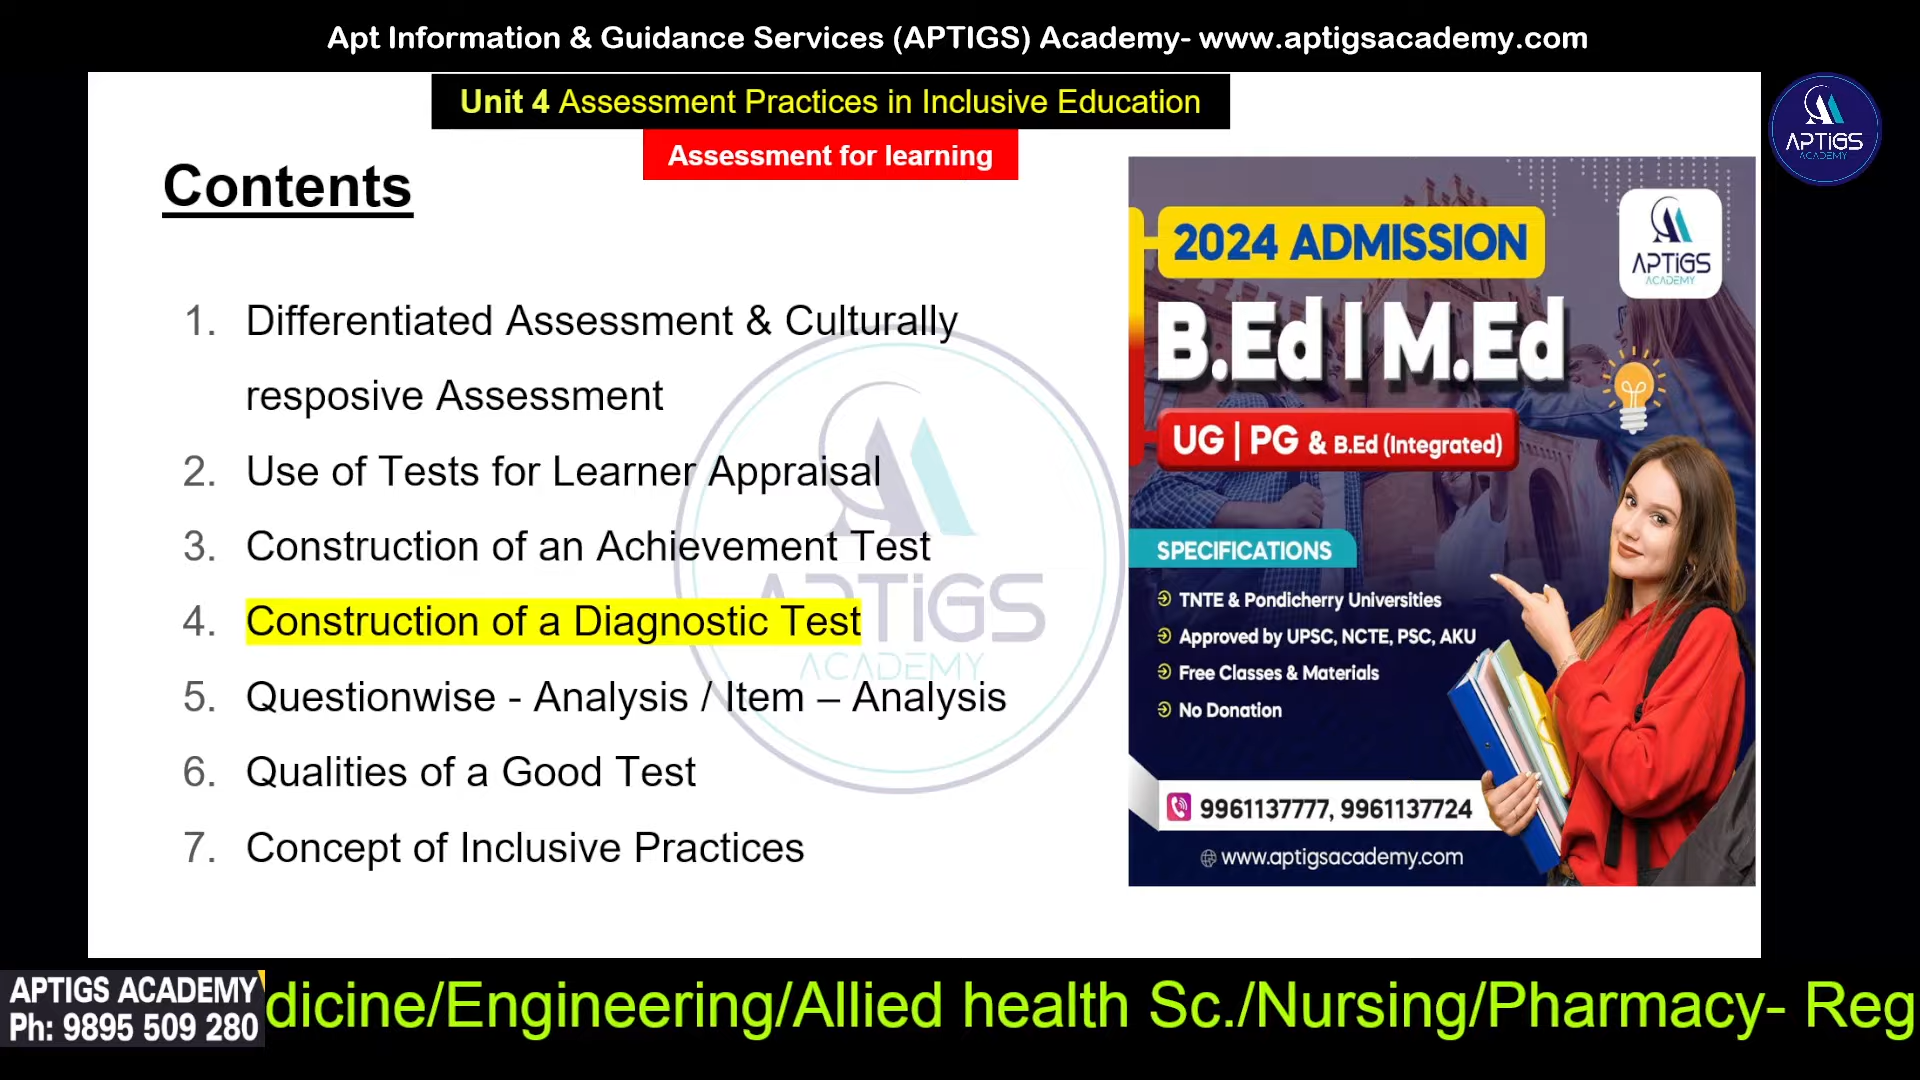 Apt Information & Guidance Services (APTIGS) Academy- www.aptigsacademy.com
Unit 4 Assessment Practices in Inclusive Education
Assessment for learning
APTiGS
ACADEMY
Contents
1. Differentiated Assessment & Culturally
resposive Assessment
2. Use of Tests for Learner Appraisal
3. Construction of an Achievement Test
4. Construction of a Diagnostic Test
5. Questionwise - Analysis / Item – Analysis
6. Qualities of a Good Test
7. Concept of Inclusive Practices
APTiGS
ACADEMY
2024 ADMISSION
APTiGS
ACADEMY
B.Ed | M.Ed
UG | PG & B.Ed (Integrated)
SPECIFICATIONS
TNTE & Pondicherry Universities
Approved by UPSC, NCTE, PSC, AKU
Free Classes & Materials
No Donation
9961137777, 9961137724
www.aptigsacademy.com
APTIGS ACADEMY
Ph: 9895 509 280
dicine/Engineering/Allied health Sc./Nursing/Pharmacy- Reg